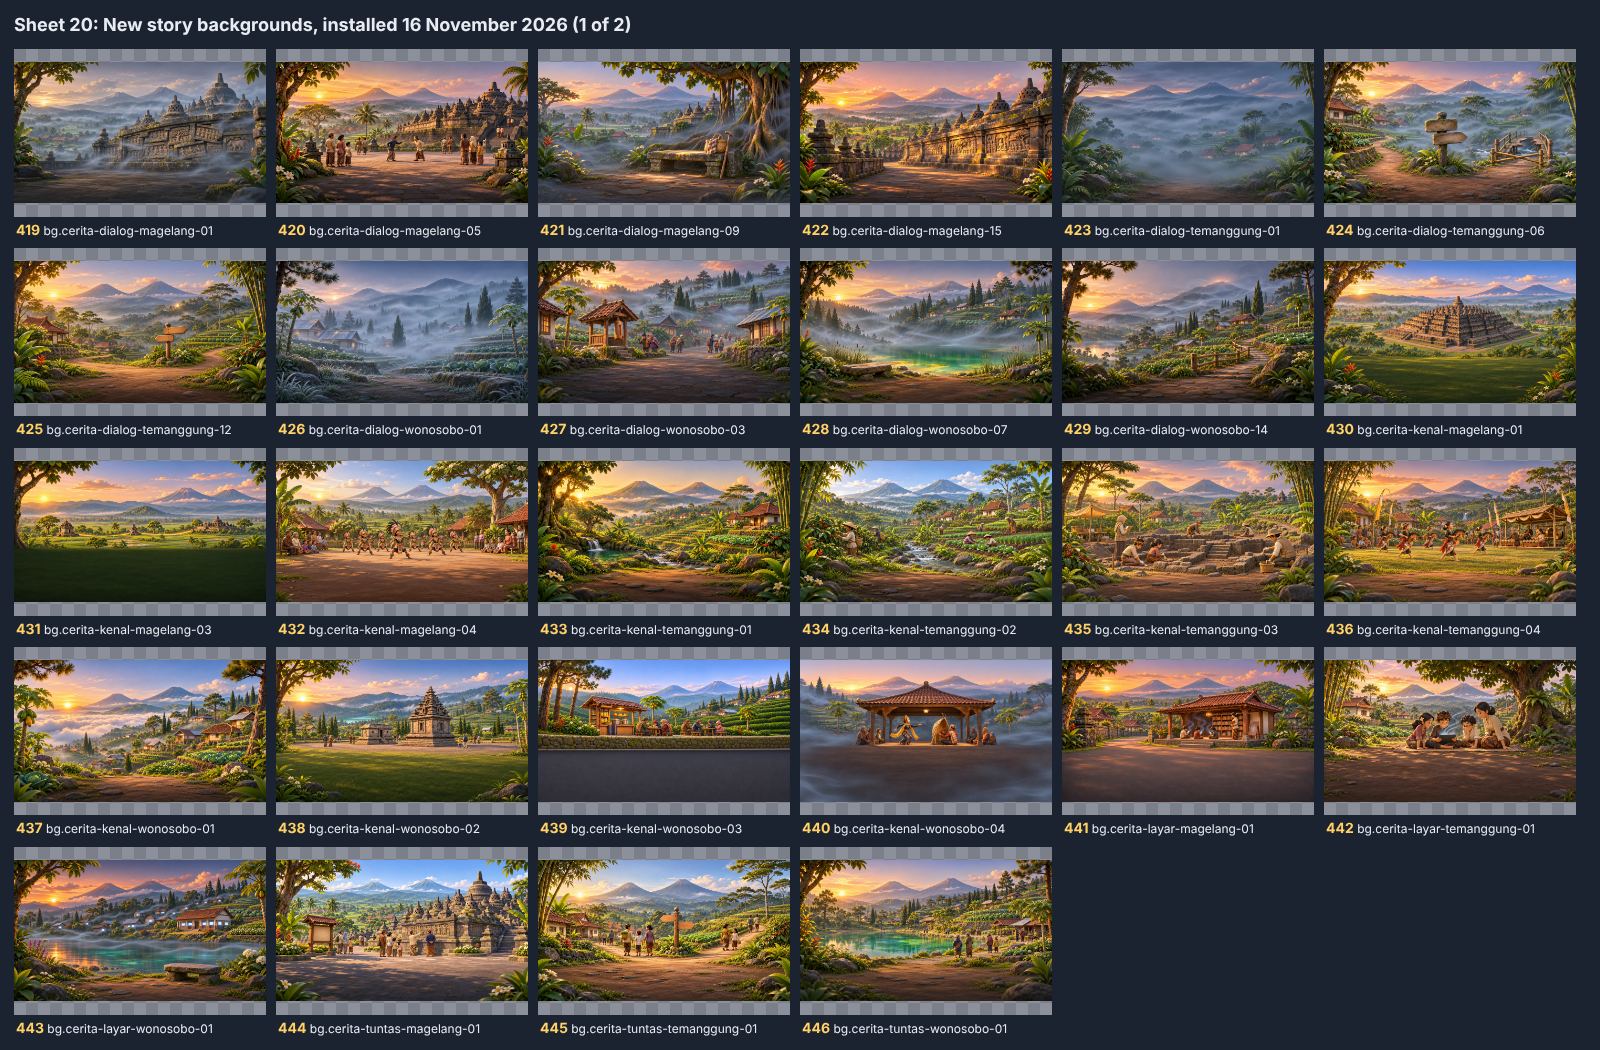 Sheet 20: New story backgrounds, installed 16 November 2026 (1 of 2)
419 bg.cerita-dialog-magelang-01
420 bg.cerita-dialog-magelang-05
421 bg.cerita-dialog-magelang-09
422 bg.cerita-dialog-magelang-15
423 bg.cerita-dialog-temanggung-01
424 bg.cerita-dialog-temanggung-06
425 bg.cerita-dialog-temanggung-12
426 bg.cerita-dialog-wonosobo-01
427 bg.cerita-dialog-wonosobo-03
428 bg.cerita-dialog-wonosobo-07
429 bg.cerita-dialog-wonosobo-14
430 bg.cerita-kenal-magelang-01
431 bg.cerita-kenal-magelang-03
432 bg.cerita-kenal-magelang-04
433 bg.cerita-kenal-temanggung-01
434 bg.cerita-kenal-temanggung-02
435 bg.cerita-kenal-temanggung-03
436 bg.cerita-kenal-temanggung-04
437 bg.cerita-kenal-wonosobo-01
438 bg.cerita-kenal-wonosobo-02
439 bg.cerita-kenal-wonosobo-03
440 bg.cerita-kenal-wonosobo-04
441 bg.cerita-layar-magelang-01
442 bg.cerita-layar-temanggung-01
443 bg.cerita-layar-wonosobo-01
444 bg.cerita-tuntas-magelang-01
445 bg.cerita-tuntas-temanggung-01
446 bg.cerita-tuntas-wonosobo-01